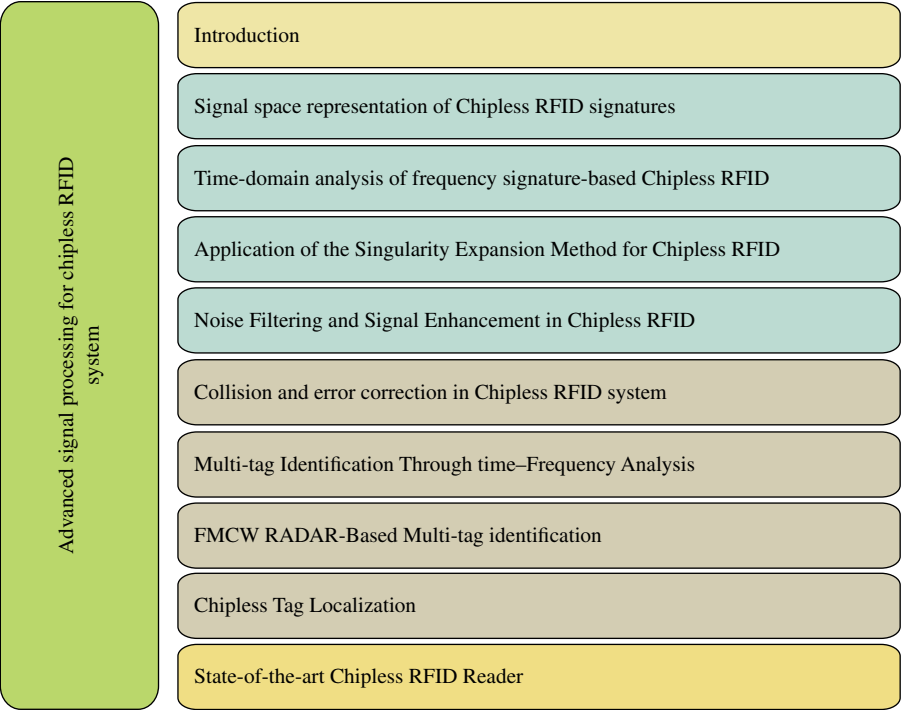 Advanced signal processing for chipless RFID
system
Introduction
Signal space representation of Chipless RFID signatures
Time-domain analysis of frequency signature-based Chipless RFID
Application of the Singularity Expansion Method for Chipless RFID
Noise Filtering and Signal Enhancement in Chipless RFID
Collision and error correction in Chipless RFID system
Multi-tag Identification Through time–Frequency Analysis
FMCW RADAR-Based Multi-tag identification
Chipless Tag Localization
State-of-the-art Chipless RFID Reader